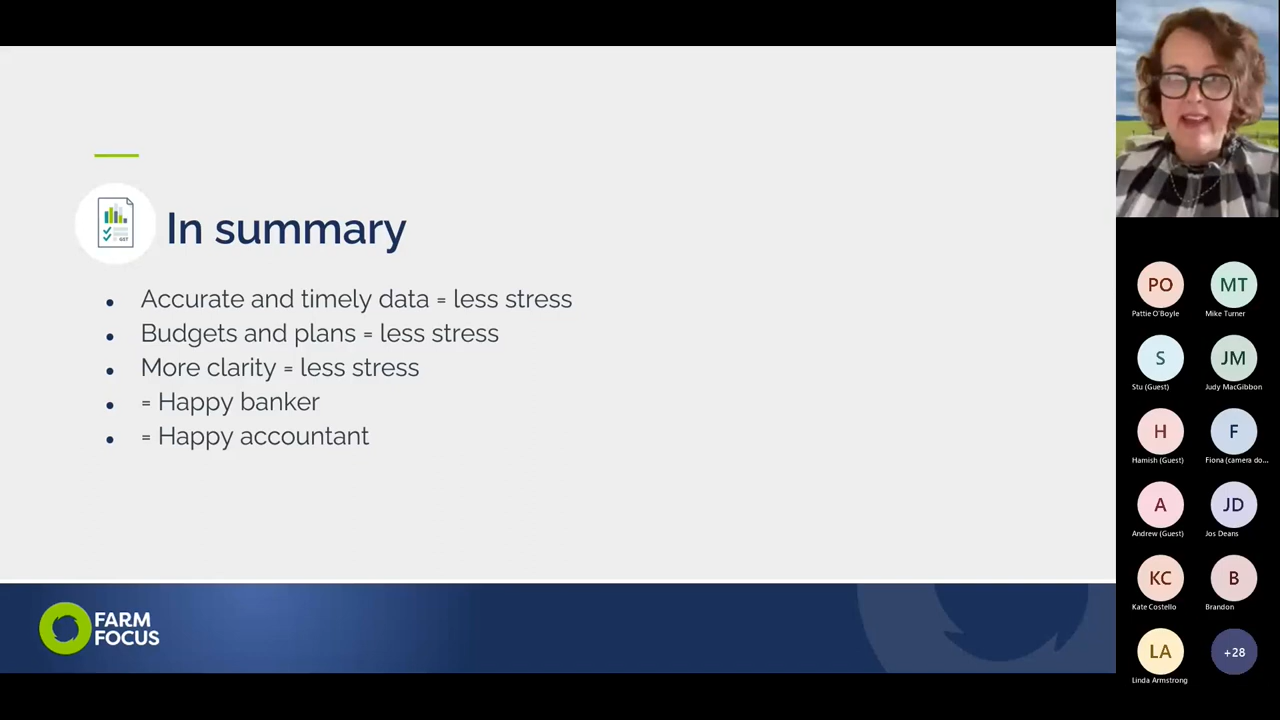 In summary
Accurate and timely data = less stress
Budgets and plans = less stress
More clarity = less stress
= Happy banker
= Happy accountant
GST
FARM
FOCUS
PO
MT
Pattie O'Boyle
Mike Turner
S
JM
Stu (Guest)
Judy MacGibbon
H
F
Hamish (Guest)
Fiona (camera do...
A
JD
Andrew (Guest)
Jos Deans
KC
B
Kate Costello
Brandon
LA
+28
Linda Armstrong